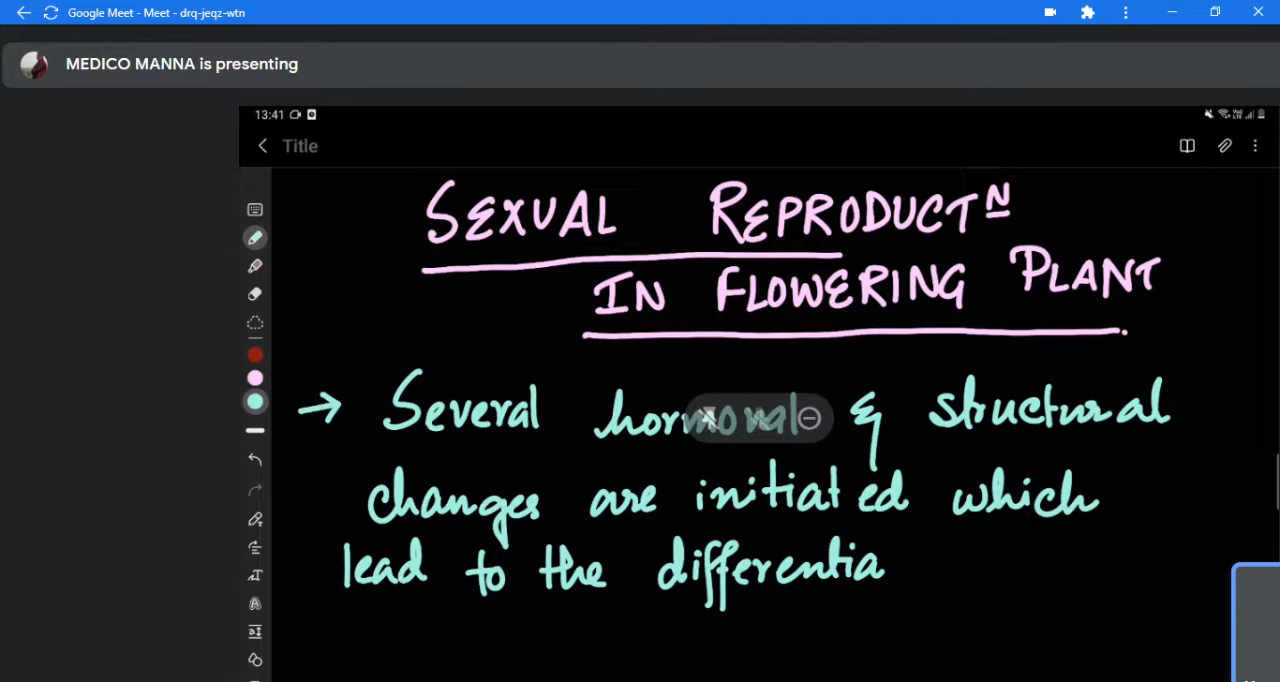 Google Meet - Meet - drq-jeqz-wtn
MEDICO MANNA is presenting
13:41
Title
SEXUAL REPRODUCTN
IN FLOWERING PLANT
→ Several hormonal & structural
changes are initiated which
lead to the differentia